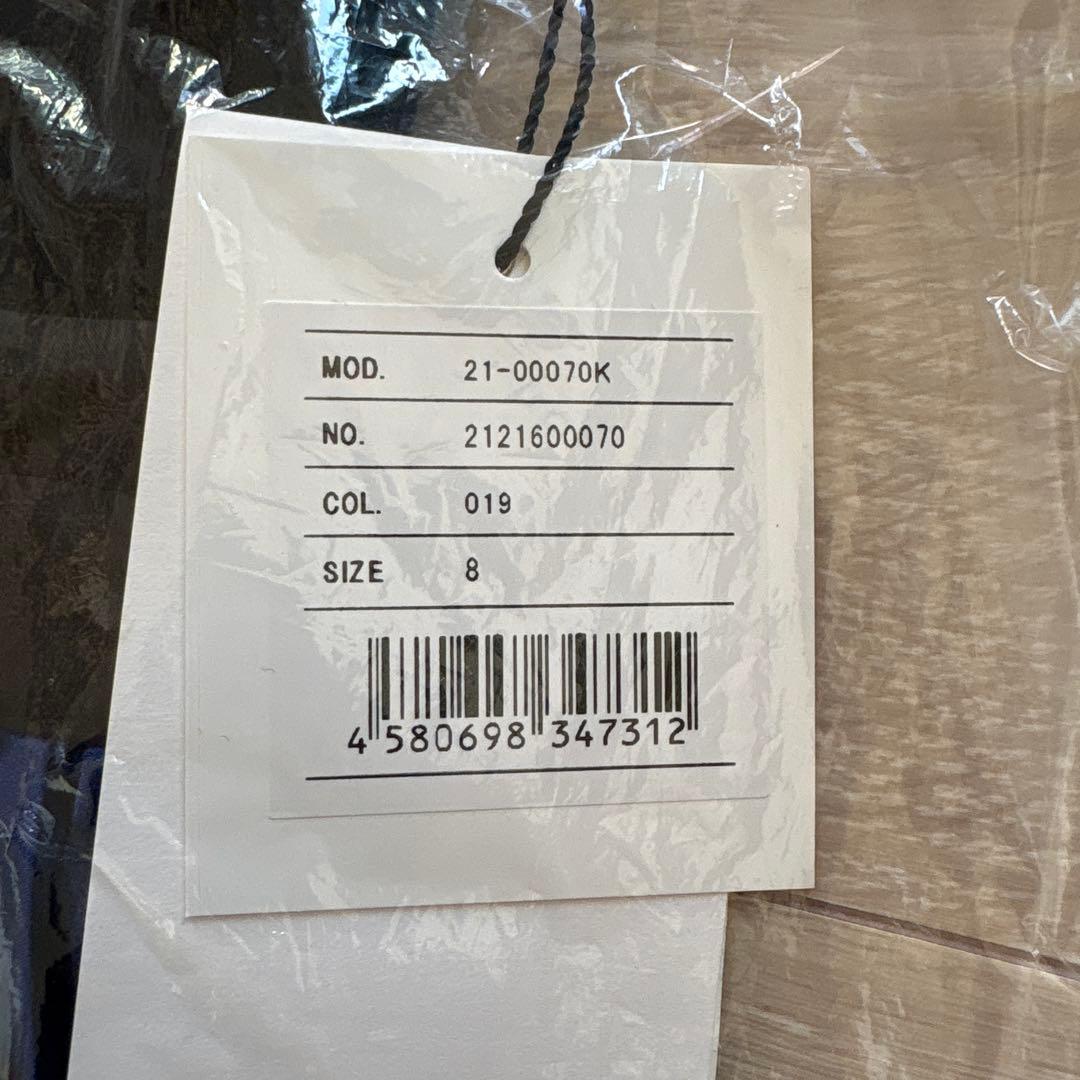 MOD. 21-00070K
NO. 2121600070
COL. 019
SIZE 8
4 580698 347312